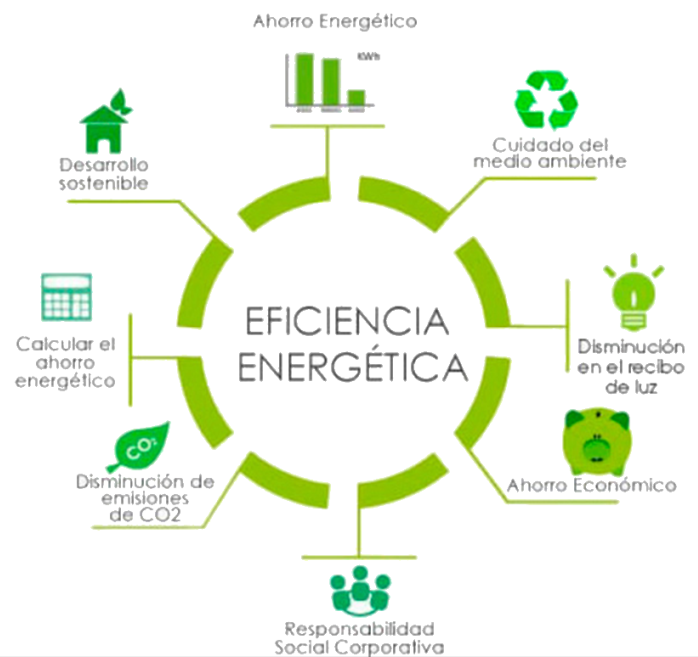 Ahorro Energético
KWh
Cuidado del
medio ambiente
Desarrollo
sostenible
EFICIENCIA
ENERGÉTICA
Disminución
en el recibo
de luz
Calcular el
ahorro
energético
Ahorro Económico
CO2
Disminución de
emisiones
de CO2
Responsabilidad
Social Corporativa